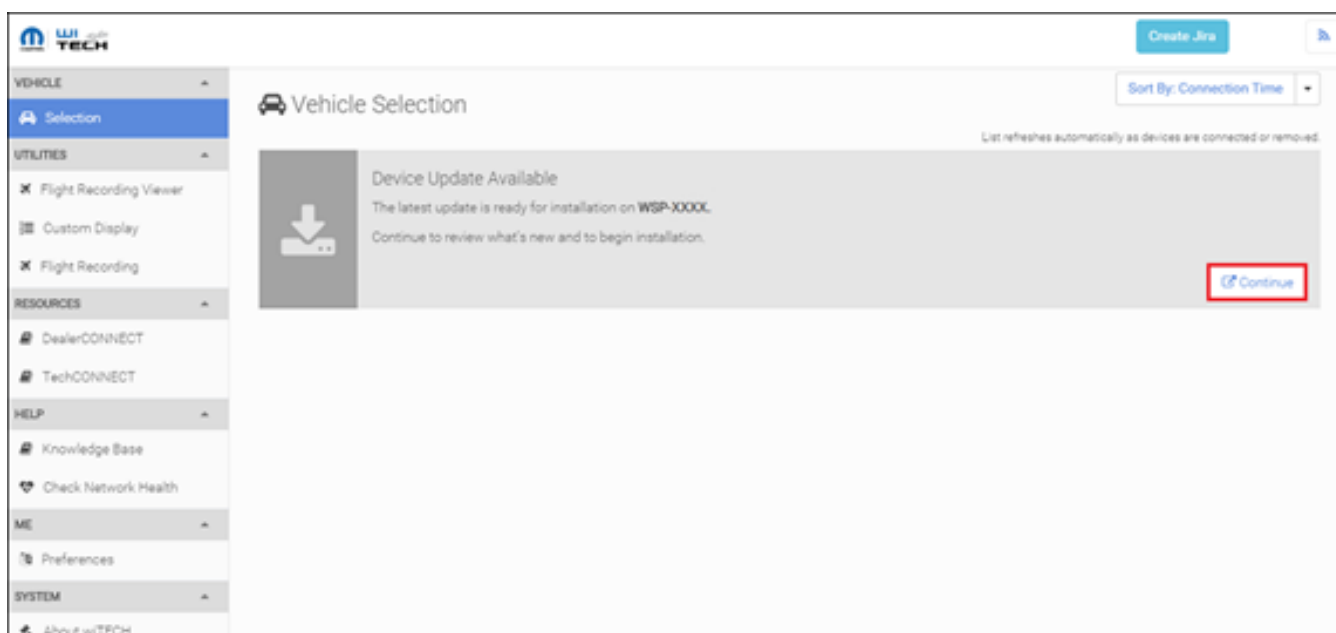 WI
TECH
Create Jira
VEHICLE
Selection
UTILITIES
Flight Recording Viewer
Custom Display
Flight Recording
RESOURCES
DealerCONNECT
TechCONNECT
HELP
Knowledge Base
Check Network Health
ME
Preferences
SYSTEM
About wiTECH
Vehicle Selection
Sort By: Connection Time
List refreshes automatically as devices are connected or removed.
Device Update Available
The latest update is ready for installation on WSP-XXXX.
Continue to review what's new and to begin installation.
Continue